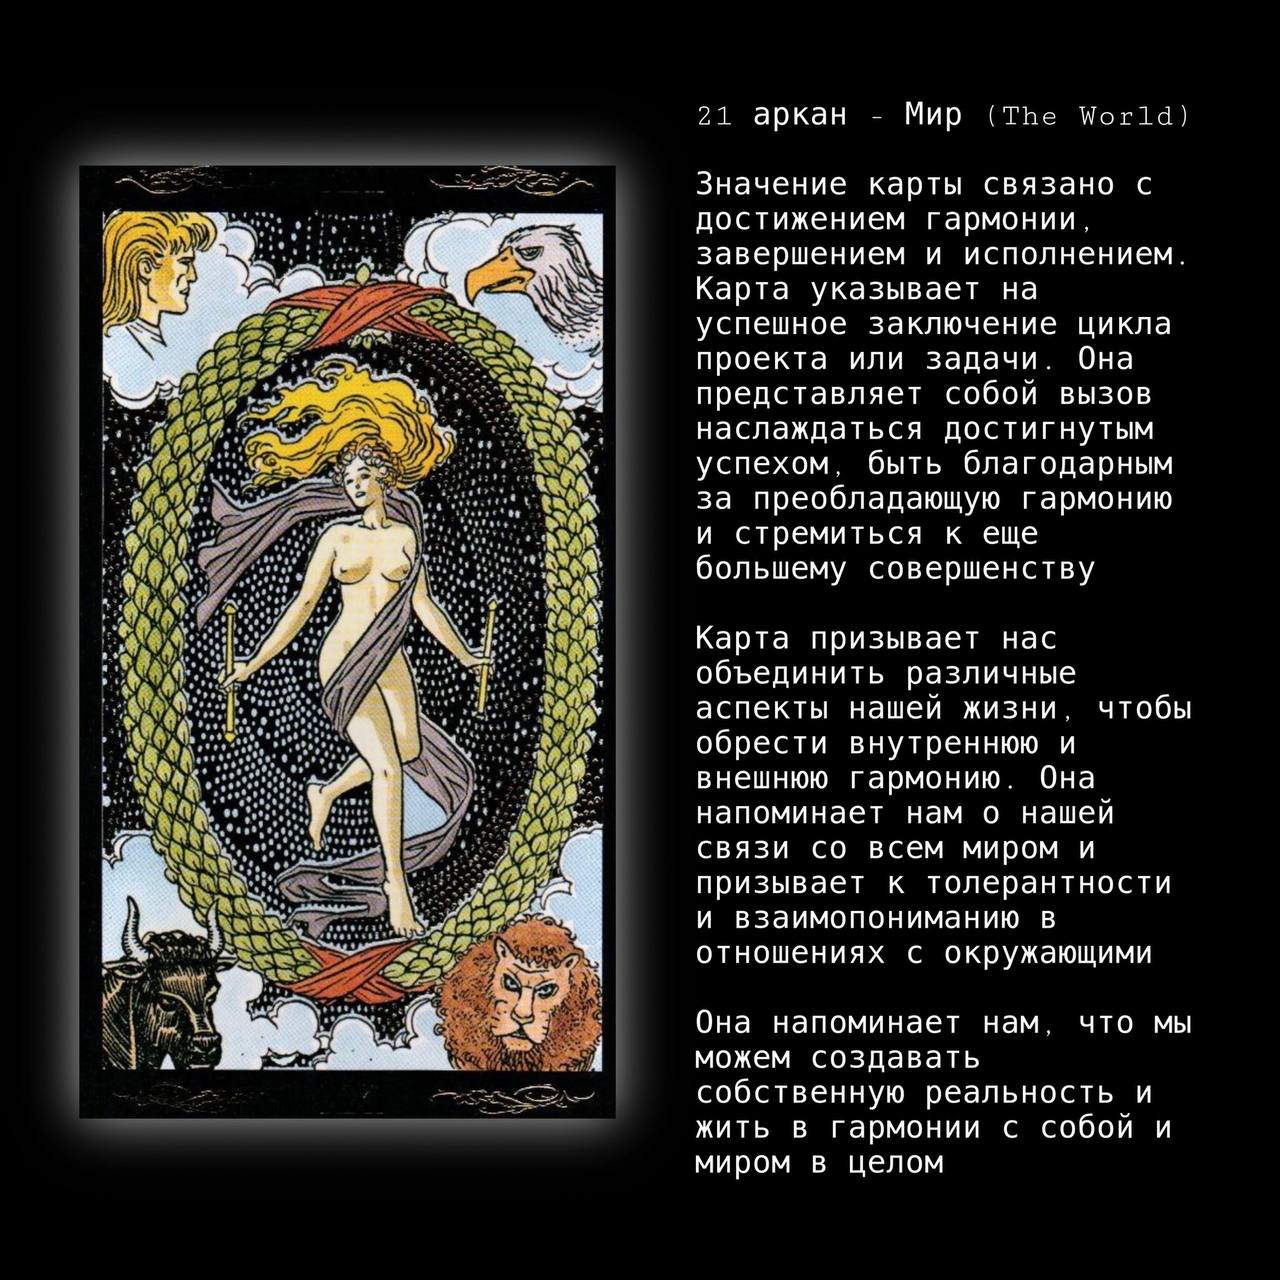 21 аркан - Мир (The World)
Значение карты связано с
достижением гармонии,
завершением и исполнением.
Карта указывает на
успешное заключение цикла
проекта или задачи. Она
представляет собой вызов
наслаждаться достигнутым
успехом, быть благодарным
за преобладающую гармонию
и стремиться к еще
большему совершенству
Карта призывает нас
объединить различные
аспекты нашей жизни, чтобы
обрести внутреннюю и
внешнюю гармонию. Она
напоминает нам о нашей
связи со всем миром и
призывает к толерантности
и взаимопониманию в
отношениях с окружающими
Она напоминает нам, что мы
можем создавать
собственную реальность и
жить в гармонии с собой и
миром в целом